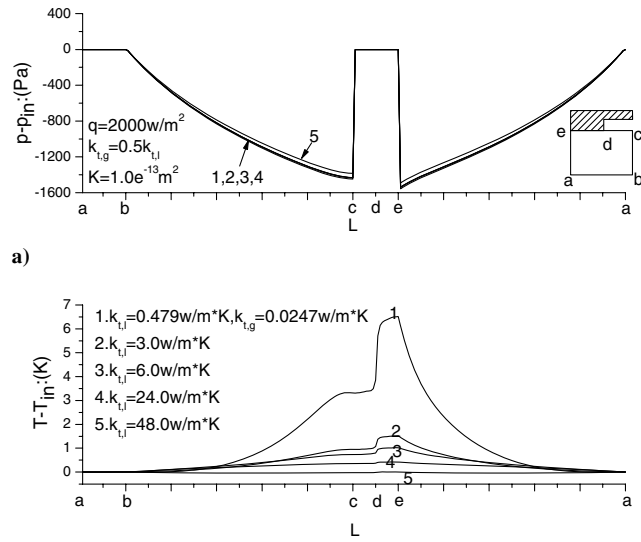 400
0
-400
-800
-1200
-1600
p-p_in:(Pa)
q=2000w/m²
k_t,g=0.5k_t,l
K=1.0e⁻¹³m²
5
1,2,3,4
e
d
c
a
b
a b c d e a
L
a)
7
6
5
4
3
2
1
0
T-T_in:(K)
1.k_t,l=0.479w/m*K,k_t,g=0.0247w/m*K
2.k_t,l=3.0w/m*K
3.k_t,l=6.0w/m*K
4.k_t,l=24.0w/m*K
5.k_t,l=48.0w/m*K
1
2
3
4
5
a b c d e a
L